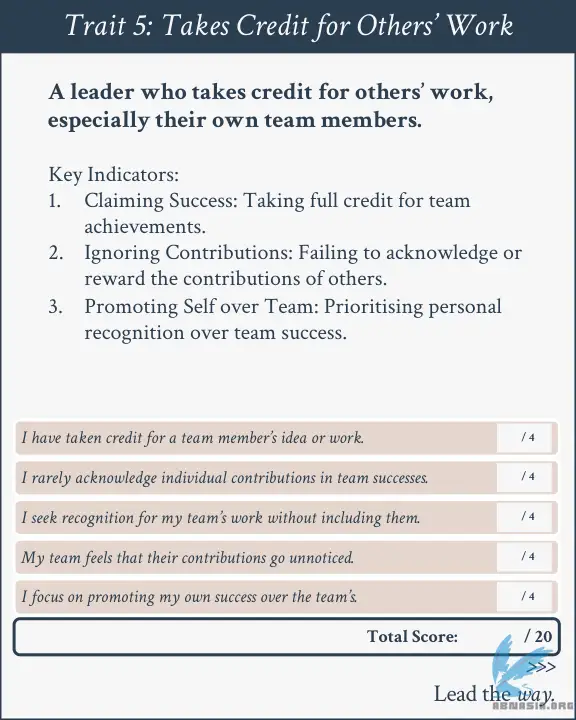 Trait 5: Takes Credit for Others’ Work
A leader who takes credit for others’ work,
especially their own team members.
Key Indicators:
1. Claiming Success: Taking full credit for team
achievements.
2. Ignoring Contributions: Failing to acknowledge or
reward the contributions of others.
3. Promoting Self over Team: Prioritising personal
recognition over team success.
I have taken credit for a team member’s idea or work. / 4
I rarely acknowledge individual contributions in team successes. / 4
I seek recognition for my team’s work without including them. / 4
My team feels that their contributions go unnoticed. / 4
I focus on promoting my own success over the team’s. / 4
Total Score: / 20
>>>
Lead the way.
ABNASIA.ORG